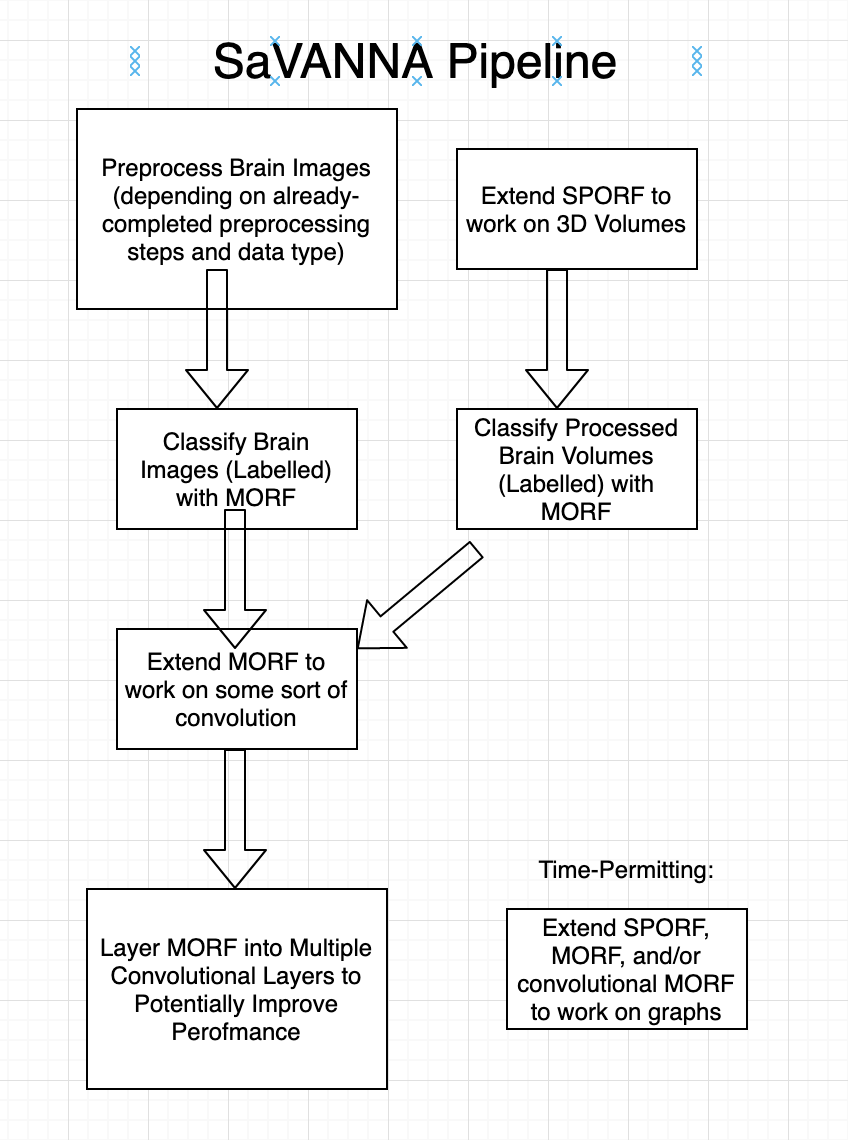 SaVANNA Pipeline
Preprocess Brain Images
(depending on already-
completed preprocessing
steps and data type)
Extend SPORF to
work on 3D Volumes
Classify Brain
Images (Labelled)
with MORF
Classify Processed
Brain Volumes
(Labelled) with
MORF
Extend MORF to
work on some sort of
convolution
Layer MORF into Multiple
Convolutional Layers to
Potentially Improve
Perofmance
Time-Permitting:
Extend SPORF,
MORF, and/or
convolutional MORF
to work on graphs